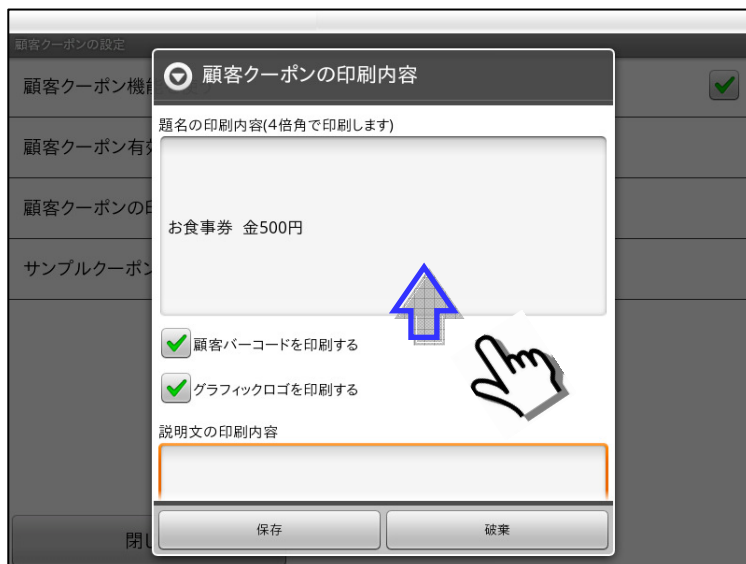 顧客クーポンの設定
顧客クーポン機能
顧客クーポン有効
顧客クーポンの印
サンプルクーポン
閉じ
顧客クーポンの印刷内容
題名の印刷内容(4倍角で印刷します)
お食事券 金500円
顧客バーコードを印刷する
グラフィックロゴを印刷する
説明文の印刷内容
保存
破棄